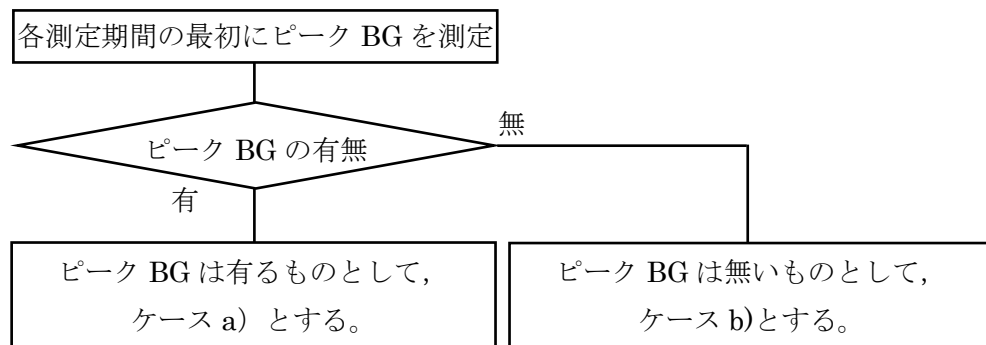 各測定期間の最初にピーク BG を測定
無
ピーク BG の有無
有
ピーク BG は有るものとして,
ケース a）とする。
ピーク BG は無いものとして,
ケース b)とする。